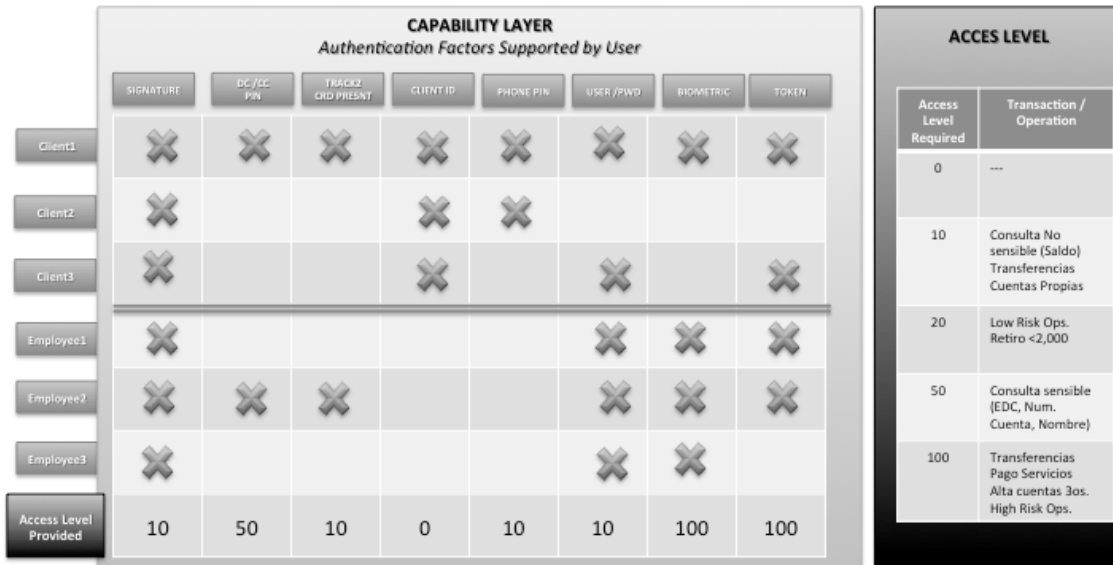 CAPABILITY LAYER
Authentication Factors Supported by User
SIGNATURE
DC /CC
PIN
TRACK2
CRD PRESNT
CLIENT ID
PHONE PIN
USER /PWD
BIOMETRIC
TOKEN
Client1
Client2
Client3
Employee1
Employee2
Employee3
Access Level
Provided
10
50
10
0
10
10
100
100
ACCES LEVEL
Access
Level
Required
Transaction /
Operation
0
---
10
Consulta No
sensible (Saldo)
Transferencias
Cuentas Propias
20
Low Risk Ops.
Retiro <2,000
50
Consulta sensible
(EDC, Num.
Cuenta, Nombre)
100
Transferencias
Pago Servicios
Alta cuentas 3os.
High Risk Ops.